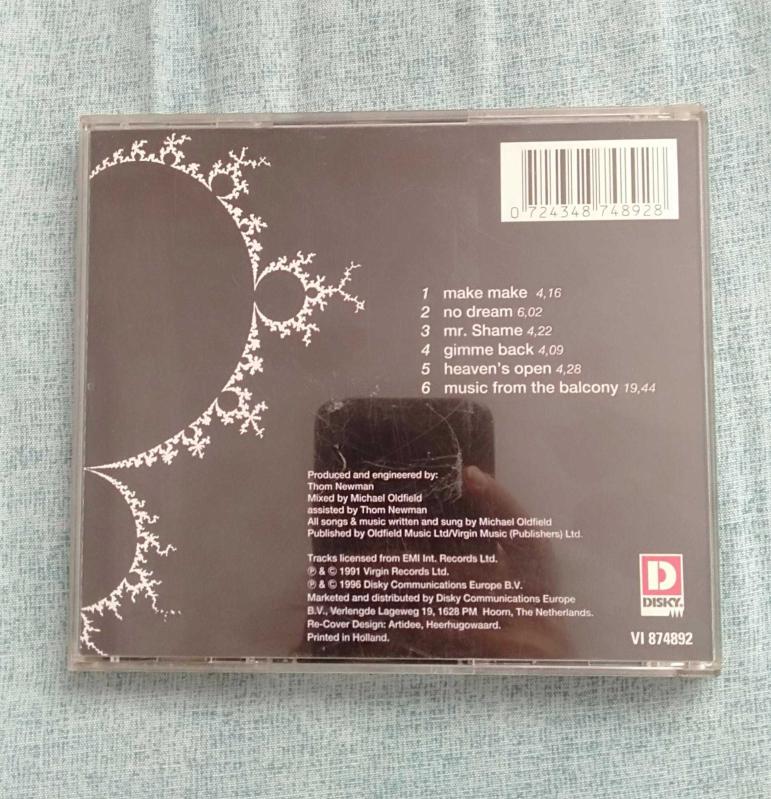 0 724348 748928
1 make make 4,16
2 no dream 6,02
3 mr. Shame 4,22
4 gimme back 4,09
5 heaven's open 4,28
6 music from the balcony 19,44
Produced and engineered by:
Thom Newman
Mixed by Michael Oldfield
assisted by Thom Newman
All songs & music written and sung by Michael Oldfield
Published by Oldfield Music Ltd/Virgin Music (Publishers) Ltd.
Tracks licensed from EMI Int. Records Ltd.
℗ & © 1991 Virgin Records Ltd.
℗ & © 1996 Disky Communications Europe B.V.
Marketed and distributed by Disky Communications Europe
B.V., Verlengde Lageweg 19, 1628 PM Hoorn, The Netherlands.
Re-Cover Design: Artidee, Heerhugowaard.
Printed in Holland.
D
DISKY
VI 874892